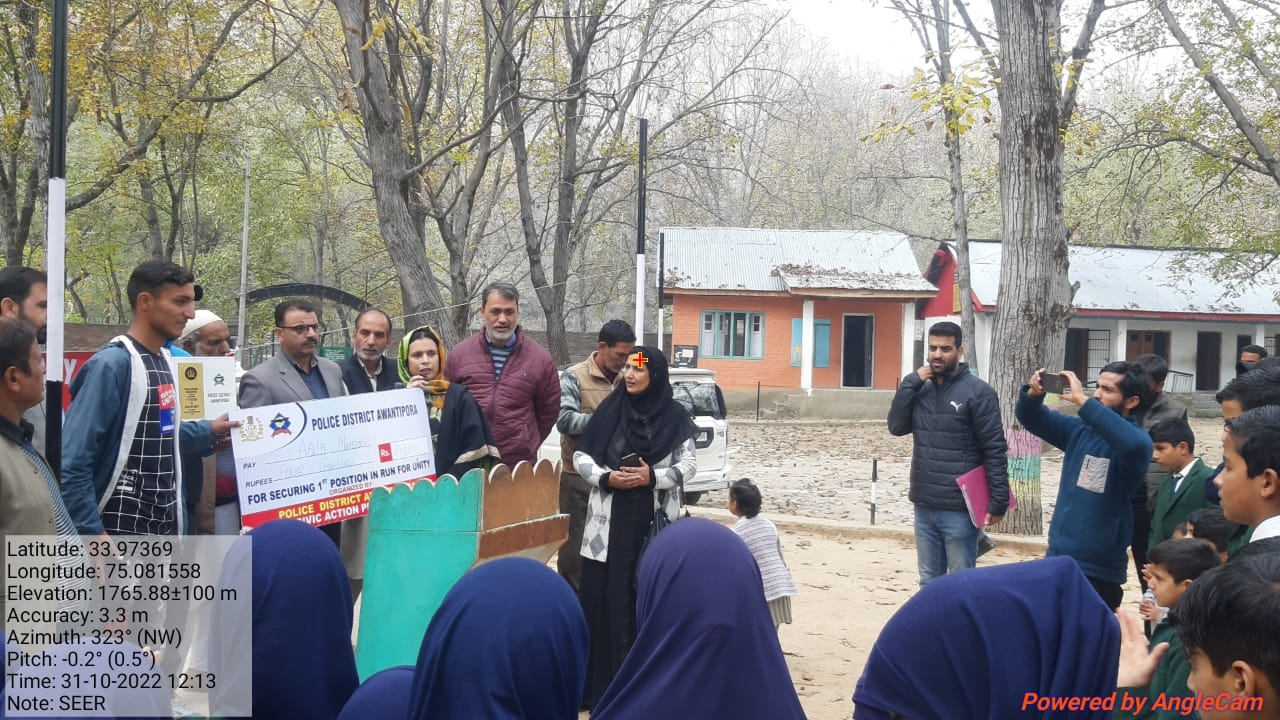 POLICE DISTRICT AWANTIPORA
PAY
RUPEES
Rs.
FOR SECURING 1ST POSITION IN RUN FOR UNITY
ORGANIZED BY:
POLICE DISTRICT
CIVIC ACTION
Latitude: 33.97369
Longitude: 75.081558
Elevation: 1765.88±100 m
Accuracy: 3.3 m
Azimuth: 323° (NW)
Pitch: -0.2° (0.5°)
Time: 31-10-2022 12:13
Note: SEER
Powered by AngleCam